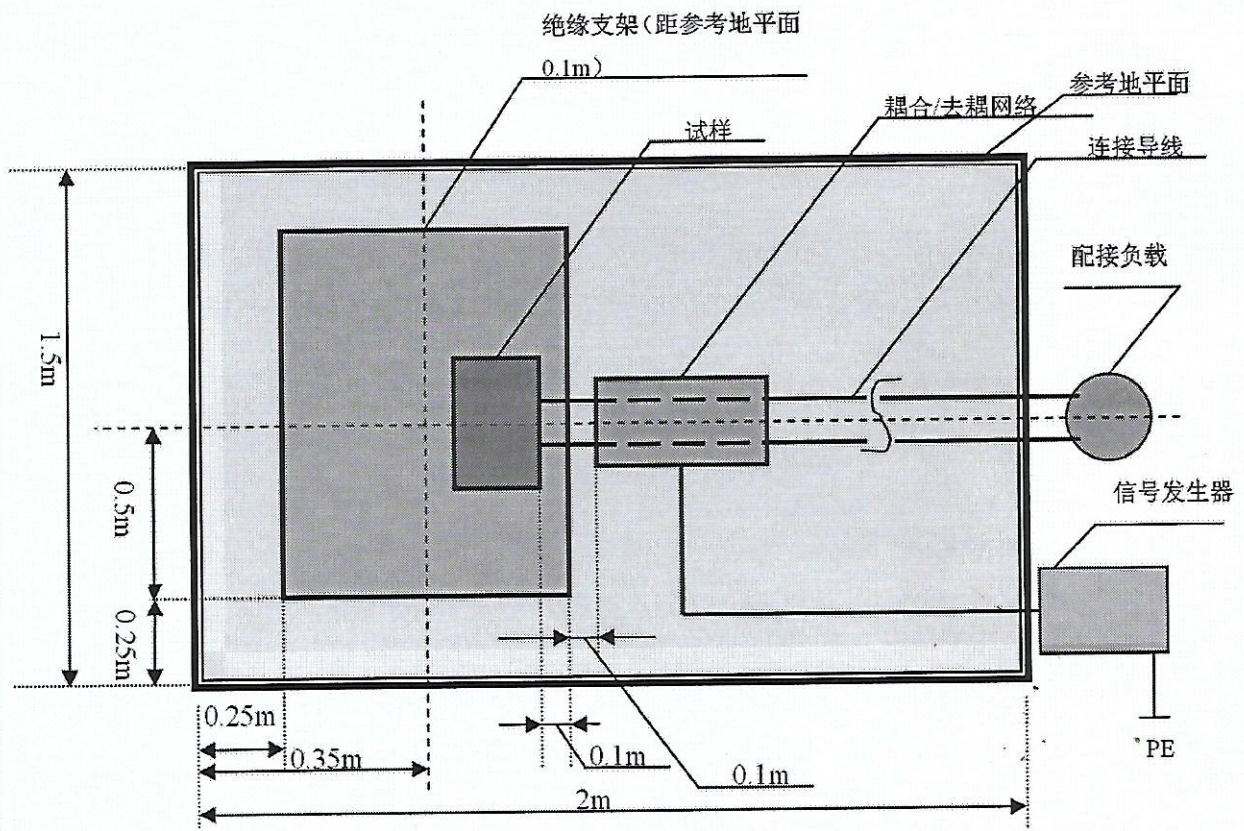 绝缘支架（距参考地平面
0.1m）
参考地平面
耦合/去耦网络
试样
连接导线
配接负载
1.5m
0.5m
信号发生器
0.25m
0.25m
0.35m
0.1m
0.1m
PE
2m